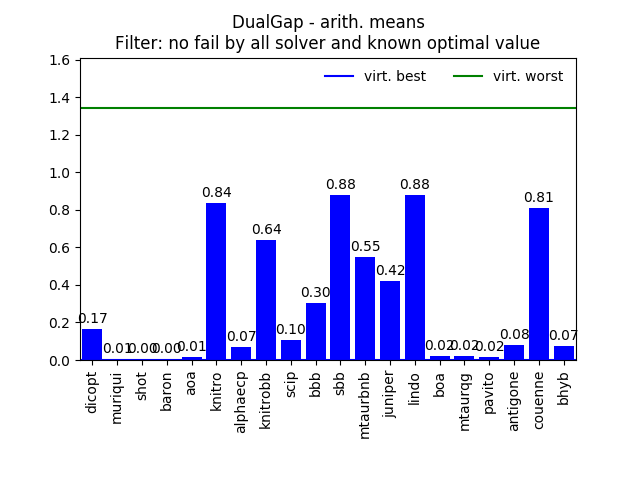 DualGap - arith. means
Filter: no fail by all solver and known optimal value
virt. best
virt. worst
1.6
1.4
1.2
1.0
0.8
0.6
0.4
0.2
0.0
0.17
0.01
0.00
0.00
0.01
0.84
0.07
0.64
0.10
0.30
0.88
0.55
0.42
0.88
0.02
0.02
0.02
0.08
0.81
0.07
dicopt
muriqui
shot
baron
aoa
knitro
alphaecp
knitrobb
scip
bbb
sbb
mtaurbnb
juniper
lindo
boa
mtaurqg
pavito
antigone
couenne
bhyb